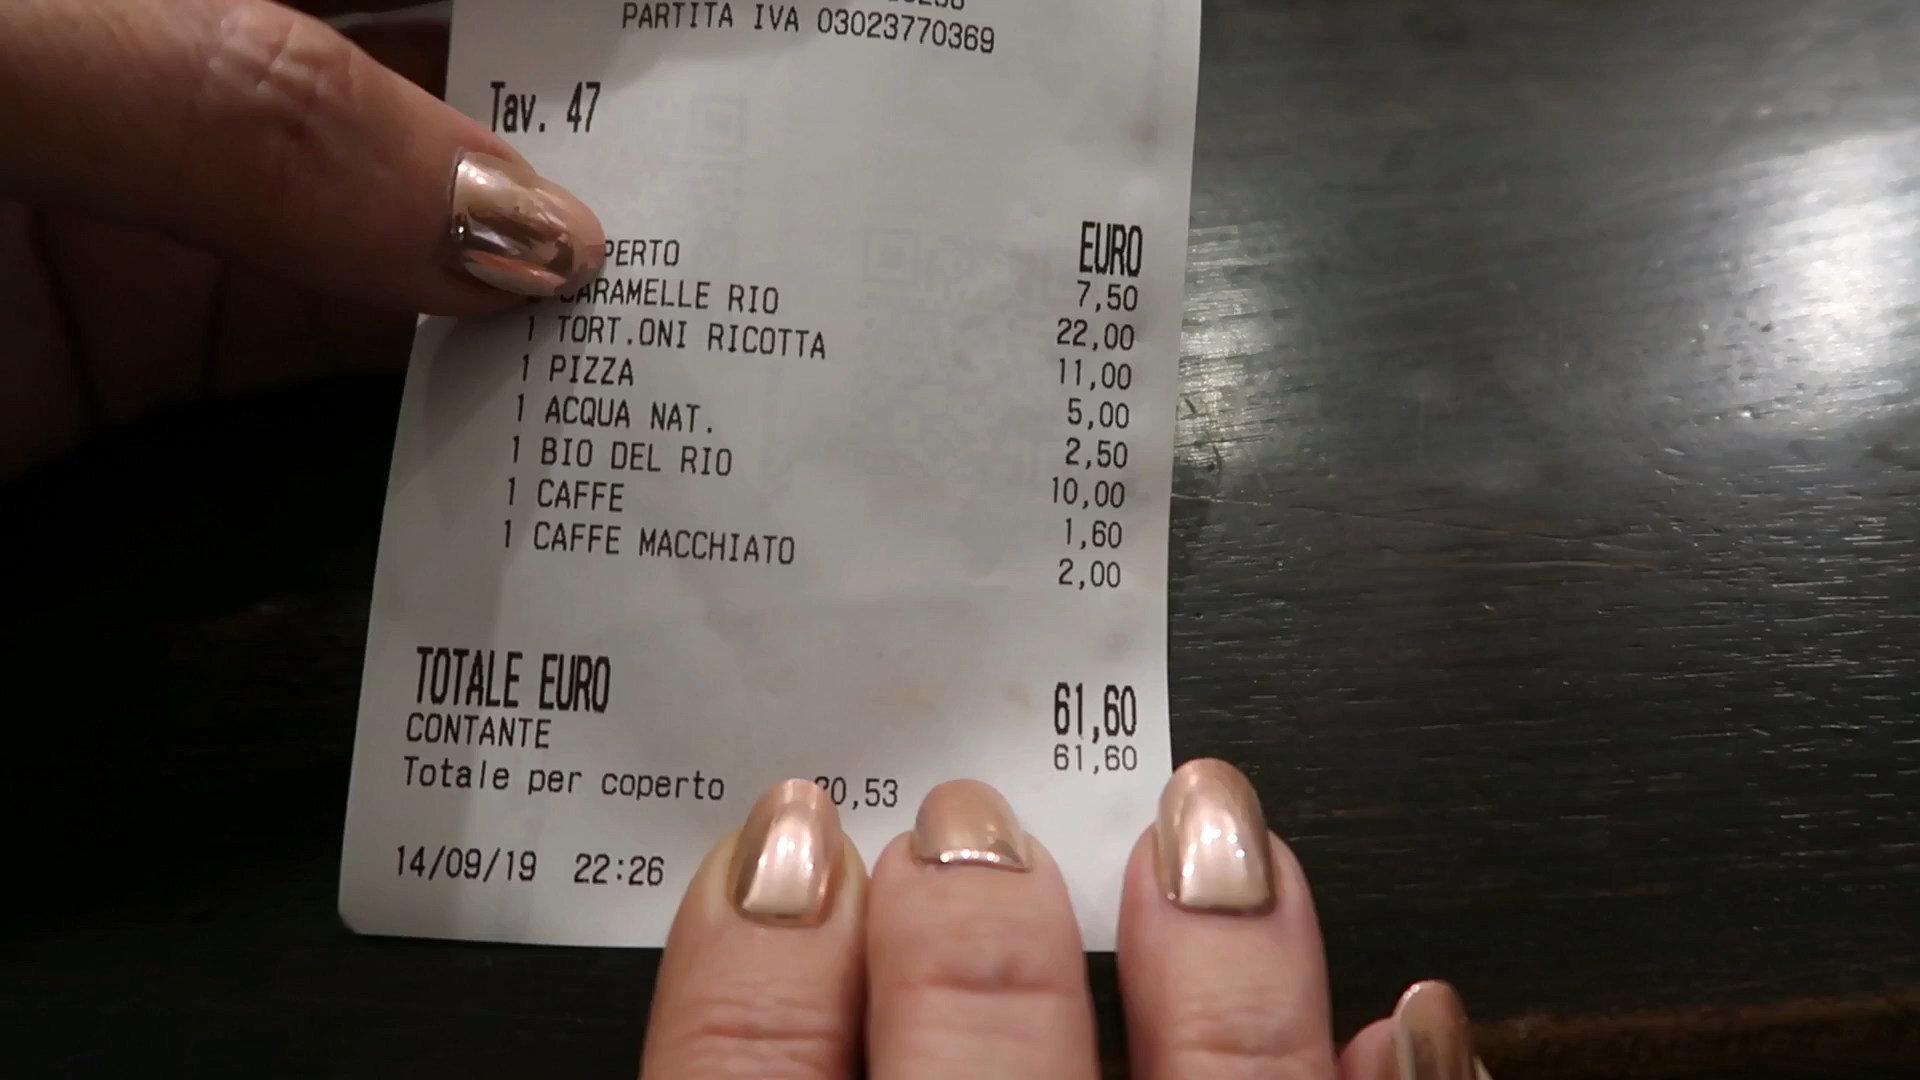 PARTITA IVA 03023770369
Tav. 47
EURO
PERTO 7,50
CARAMELLE RIO 22,00
1 TORT.ONI RICOTTA 11,00
1 PIZZA 5,00
1 ACQUA NAT. 2,50
1 BIO DEL RIO 10,00
1 CAFFE 1,60
1 CAFFE MACCHIATO 2,00
TOTALE EURO 61,60
CONTANTE 61,60
Totale per coperto 20,53
14/09/19 22:26